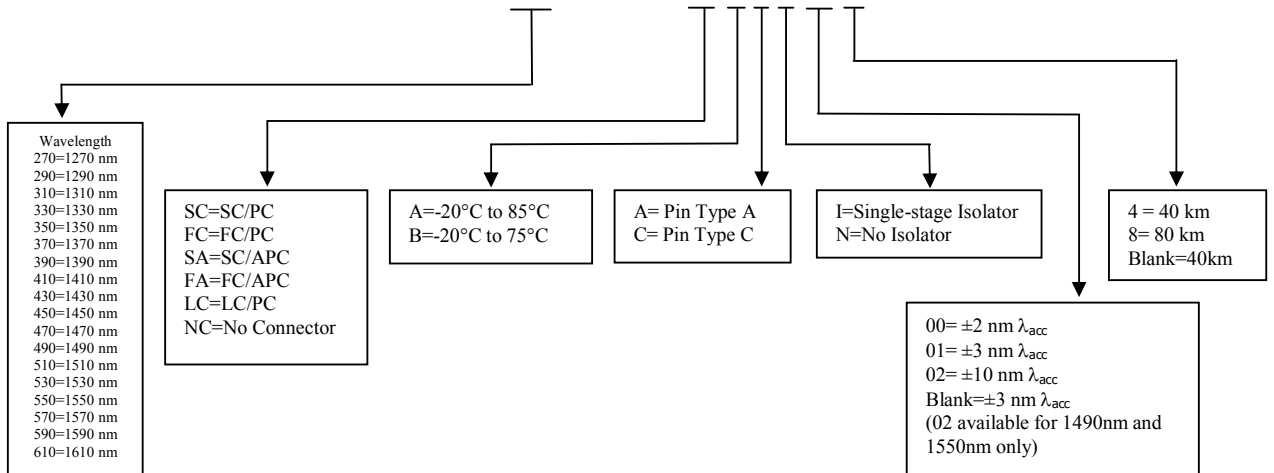 Wavelength
270=1270 nm
290=1290 nm
310=1310 nm
330=1330 nm
350=1350 nm
370=1370 nm
390=1390 nm
410=1410 nm
430=1430 nm
450=1450 nm
470=1470 nm
490=1490 nm
510=1510 nm
530=1530 nm
550=1550 nm
570=1570 nm
590=1590 nm
610=1610 nm
SC=SC/PC
FC=FC/PC
SA=SC/APC
FA=FC/APC
LC=LC/PC
NC=No Connector
A=-20°C to 85°C
B=-20°C to 75°C
A= Pin Type A
C= Pin Type C
I=Single-stage Isolator
N=No Isolator
00= ±2 nm λacc
01= ±3 nm λacc
02= ±10 nm λacc
Blank=±3 nm λacc
(02 available for 1490nm and
1550nm only)
4 = 40 km
8= 80 km
Blank=40km